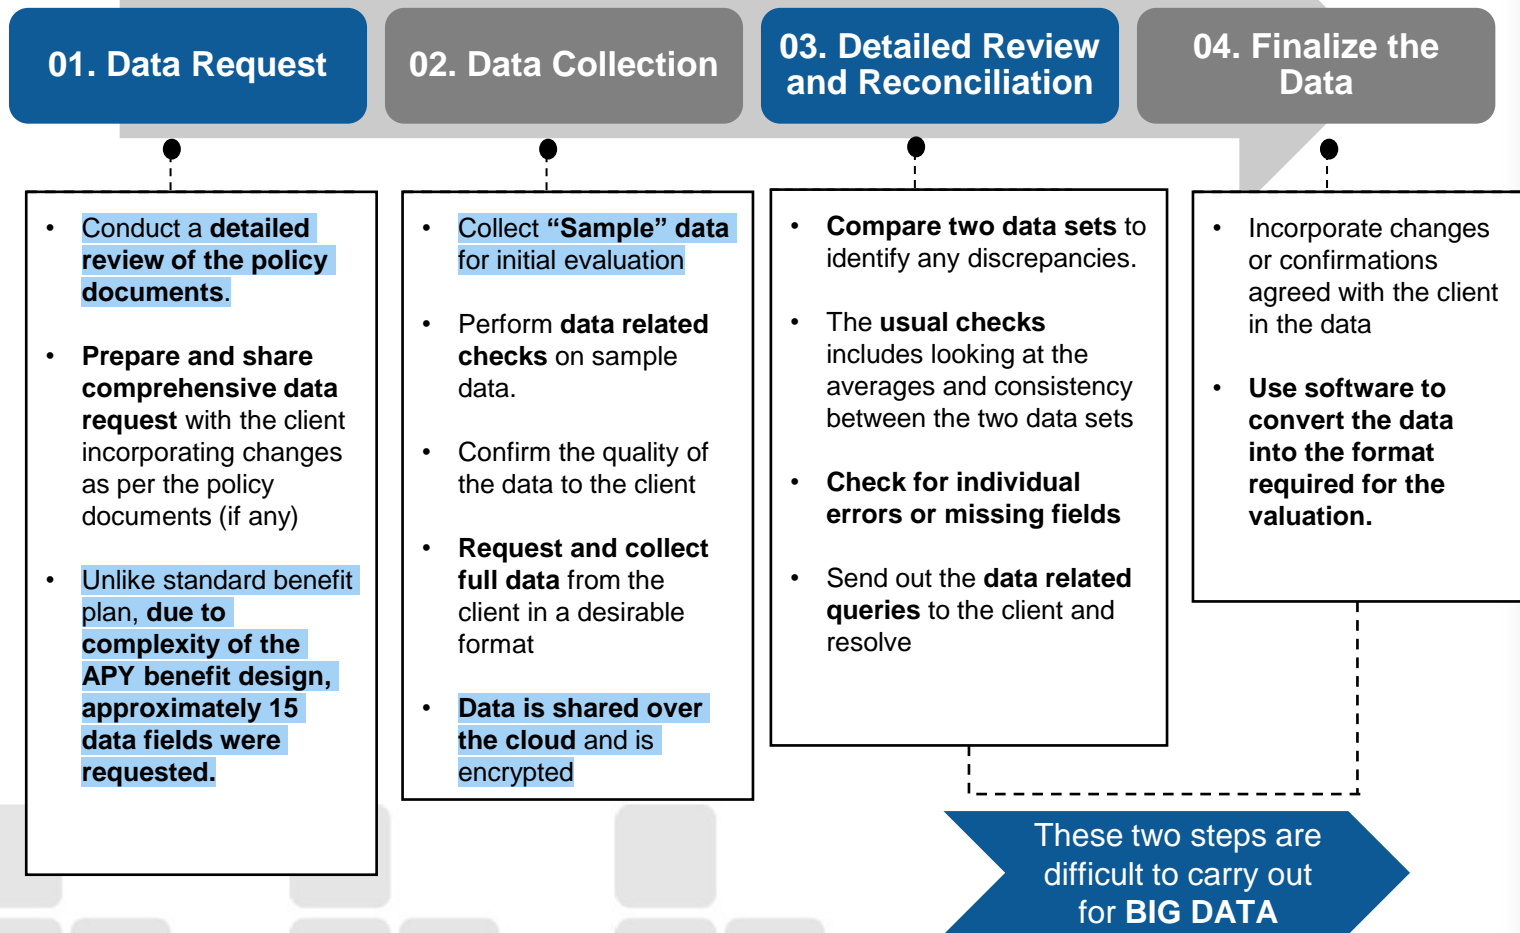 01. Data Request
02. Data Collection
03. Detailed Review
and Reconciliation
04. Finalize the
Data
• Conduct a detailed
review of the policy
documents.
• Prepare and share
comprehensive data
request with the client
incorporating changes
as per the policy
documents (if any)
• Unlike standard benefit
plan, due to
complexity of the
APY benefit design,
approximately 15
data fields were
requested.
• Collect “Sample” data
for initial evaluation
• Perform data related
checks on sample
data.
• Confirm the quality of
the data to the client
• Request and collect
full data from the
client in a desirable
format
• Data is shared over
the cloud and is
encrypted
• Compare two data sets to
identify any discrepancies.
• The usual checks
includes looking at the
averages and consistency
between the two data sets
• Check for individual
errors or missing fields
• Send out the data related
queries to the client and
resolve
• Incorporate changes
or confirmations
agreed with the client
in the data
• Use software to
convert the data
into the format
required for the
valuation.
These two steps are
difficult to carry out
for BIG DATA